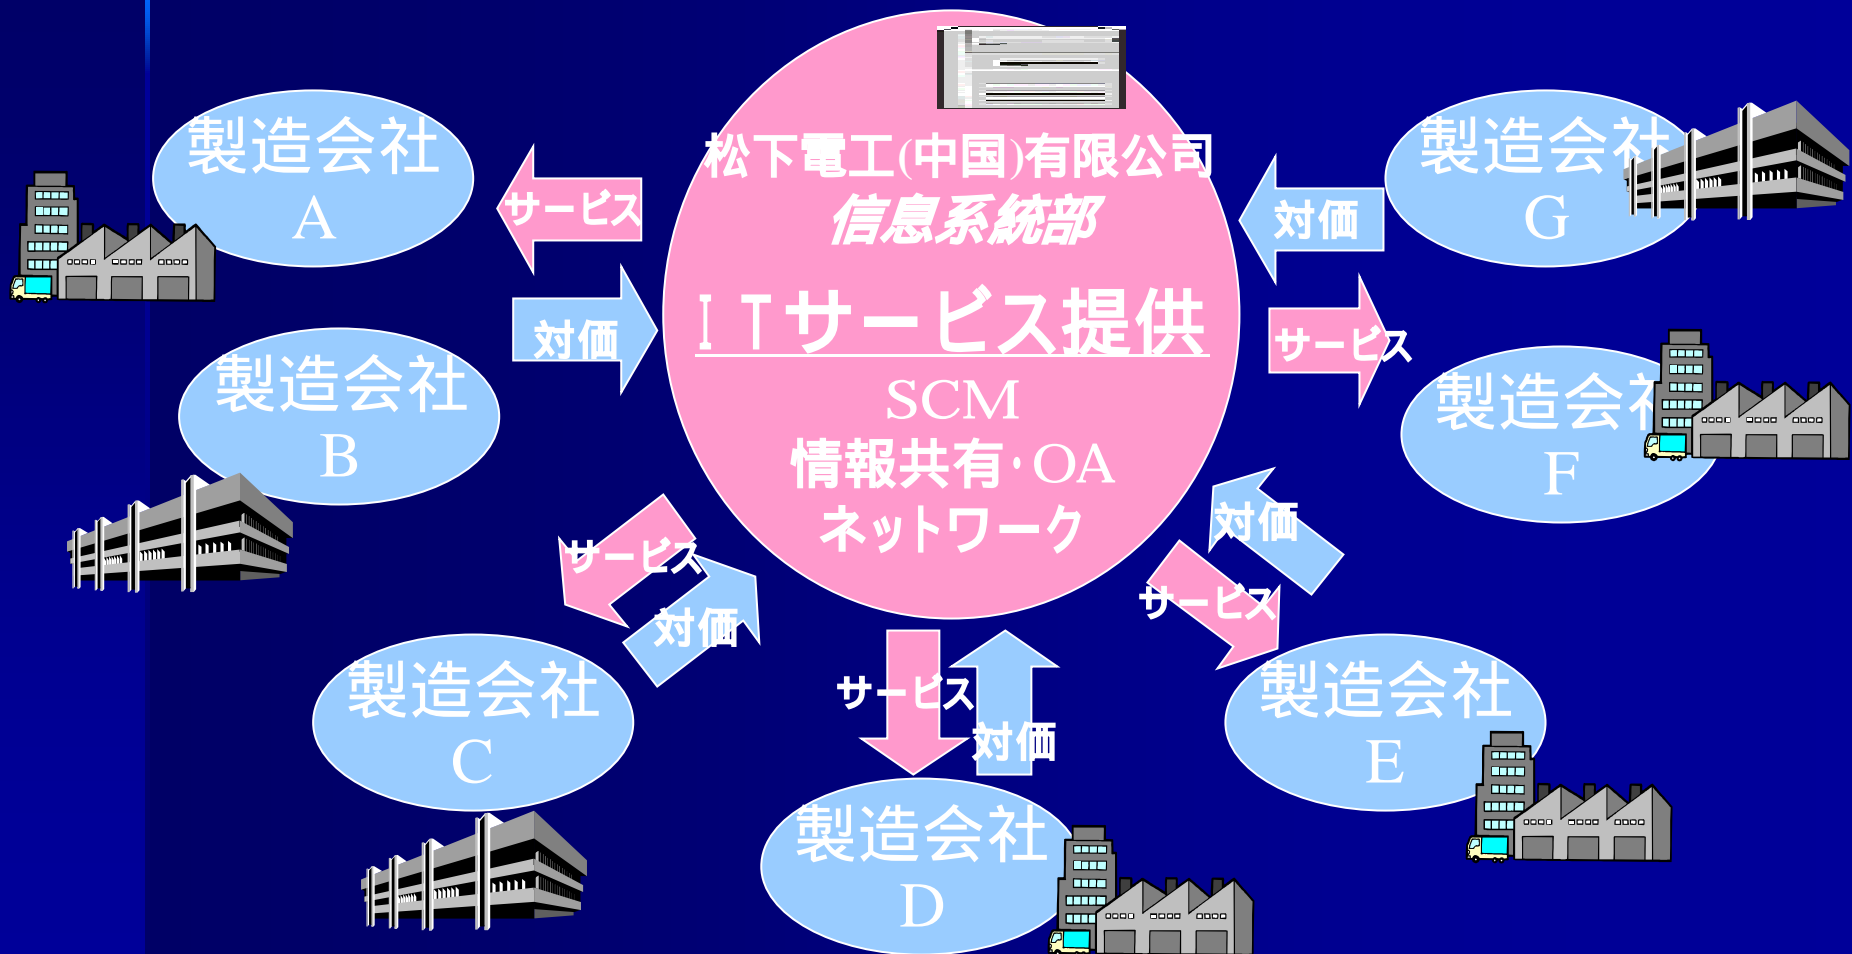 松下電工(中国)有限公司
信息系統部
ＩＴサービス提供
SCM
情報共有・OA
ネットワーク
製造会社
A
サービス
対価
製造会社
B
サービス
対価
製造会社
C
サービス
対価
製造会社
D
対価
サービス
製造会社
E
対価
サービス
製造会社
F
製造会社
G